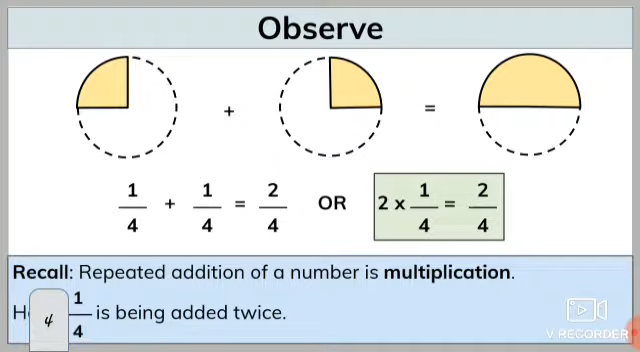 Observe
+ =
1/4 + 1/4 = 2/4 OR 2 x 1/4 = 2/4
Recall: Repeated addition of a number is multiplication.
4 1/4 is being added twice.
V.RECORDER